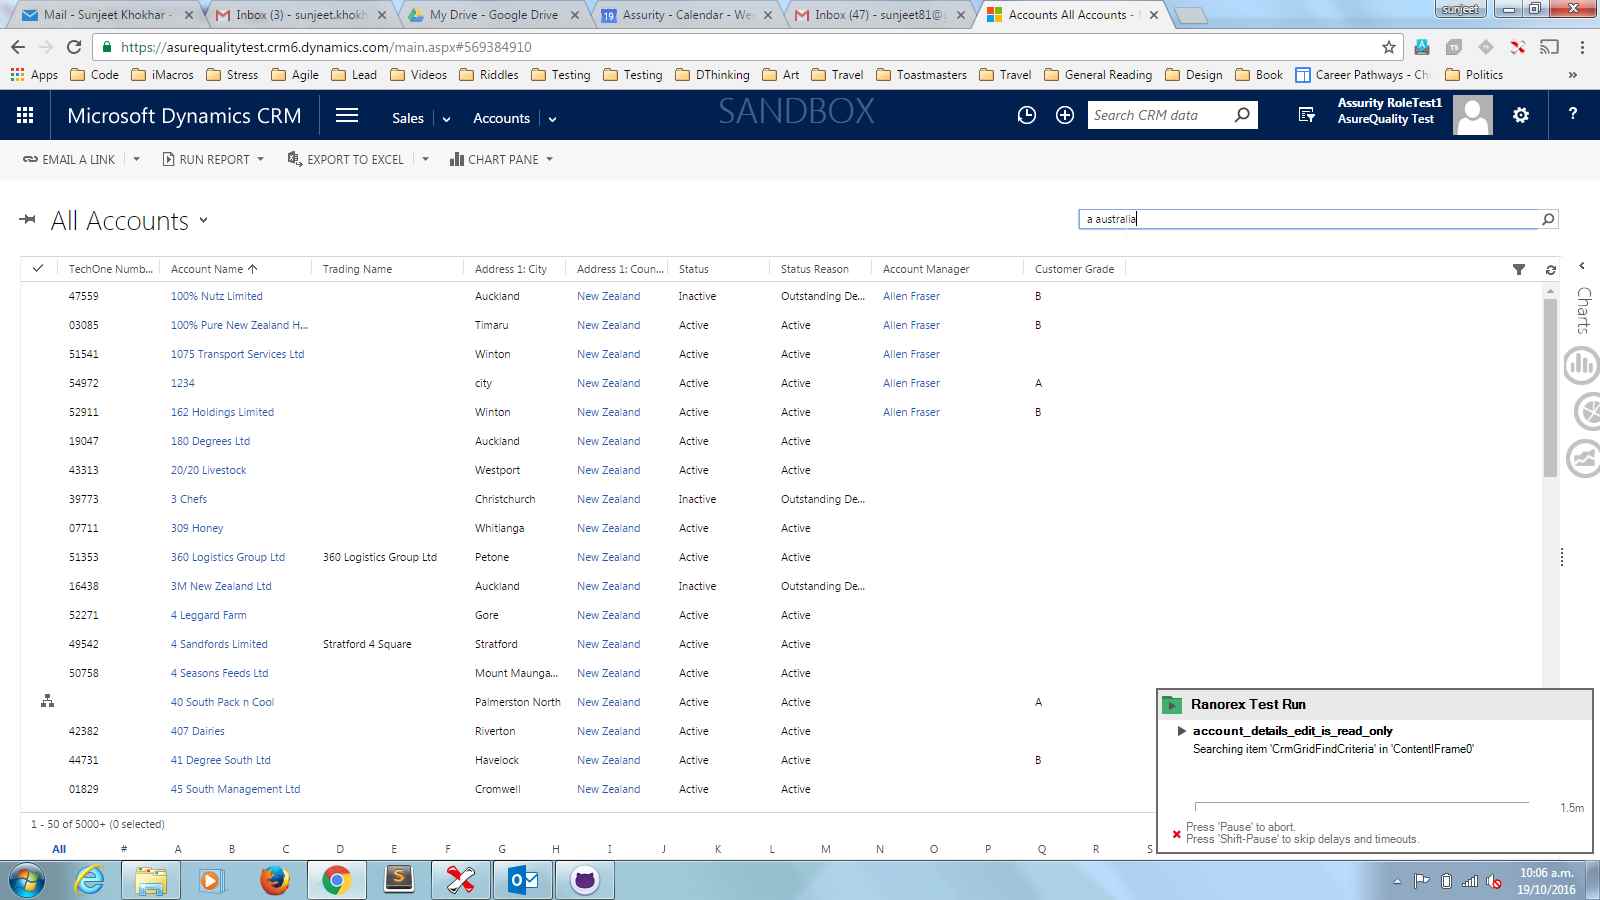 Mail - Sunjeet Khokhar -
Inbox (3) - sunjeet.khokh
My Drive - Google Drive
Assurity - Calendar - We
Inbox (47) - sunjeet81@
Accounts All Accounts -
sunjeet
https://asurequalitytest.crm6.dynamics.com/main.aspx#569384910
Apps Code iMacros Stress Agile Lead Videos Riddles Testing Testing DThinking Art Travel Toastmasters Travel General Reading Design Book Career Pathways - Ch Politics »
Microsoft Dynamics CRM Sales Accounts SANDBOX Search CRM data
Assurity RoleTest1
AsureQuality Test
?
EMAIL A LINK RUN REPORT EXPORT TO EXCEL CHART PANE
All Accounts
a australia
TechOne Numb... Account Name Trading Name Address 1: City Address 1: Coun... Status Status Reason Account Manager Customer Grade
Charts
47559 100% Nutz Limited Auckland New Zealand Inactive Outstanding De... Allen Fraser B
03085 100% Pure New Zealand H... Timaru New Zealand Active Active Allen Fraser B
51541 1075 Transport Services Ltd Winton New Zealand Active Active Allen Fraser
54972 1234 city New Zealand Active Active Allen Fraser A
52911 162 Holdings Limited Winton New Zealand Active Active Allen Fraser B
19047 180 Degrees Ltd Auckland New Zealand Active Active
43313 20/20 Livestock Westport New Zealand Active Active
39773 3 Chefs Christchurch New Zealand Inactive Outstanding De...
07711 309 Honey Whitianga New Zealand Active Active
51353 360 Logistics Group Ltd 360 Logistics Group Ltd Petone New Zealand Active Active
16438 3M New Zealand Ltd Auckland New Zealand Inactive Outstanding De...
52271 4 Leggard Farm Gore New Zealand Active Active
49542 4 Sandfords Limited Stratford 4 Square Stratford New Zealand Active Active
50758 4 Seasons Feeds Ltd Mount Maunga... New Zealand Active Active
40 South Pack n Cool Palmerston North New Zealand Active Active A
42382 407 Dairies Riverton New Zealand Active Active
44731 41 Degree South Ltd Havelock New Zealand Active Active B
01829 45 South Management Ltd Cromwell New Zealand Active Active
1 - 50 of 5000+ (0 selected)
All # A B C D E F G H I J K L M N O P Q R S
Ranorex Test Run
account_details_edit_is_read_only
Searching item 'CrmGridFindCriteria' in 'ContentIFrame0'
1.5m
Press 'Pause' to abort.
Press 'Shift-Pause' to skip delays and timeouts.
10:06 a.m.
19/10/2016